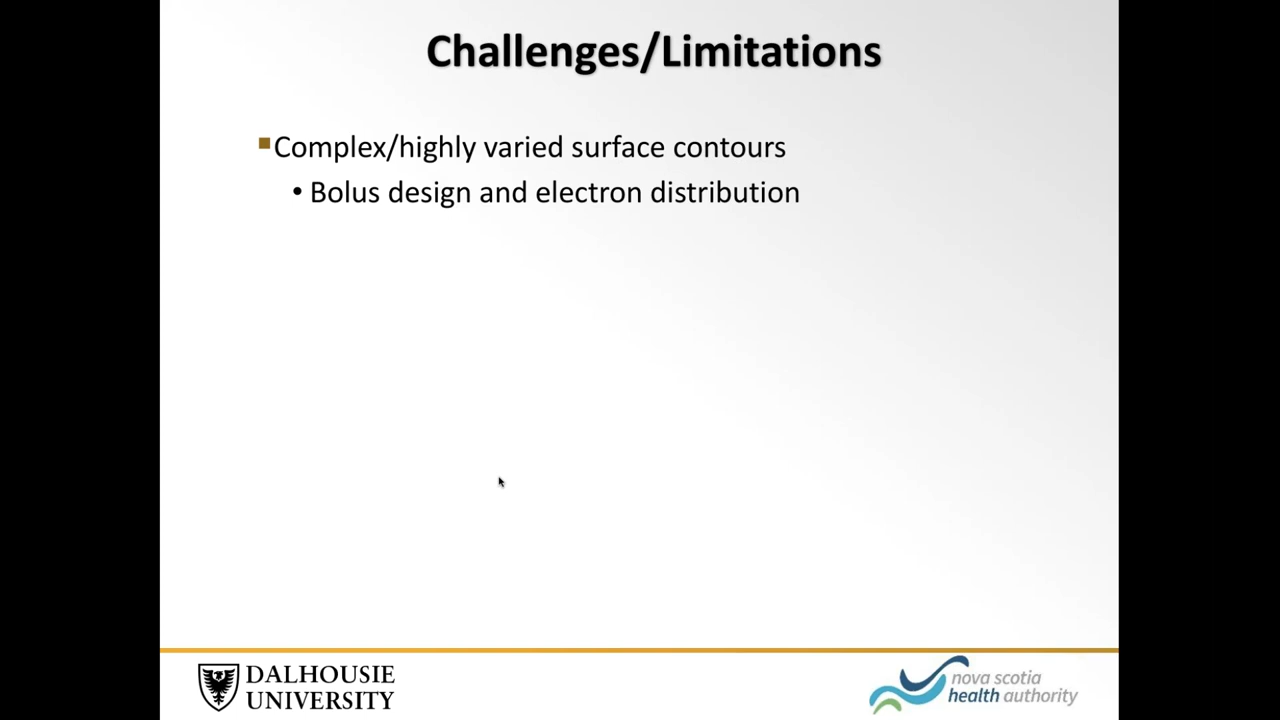 Challenges/Limitations
Complex/highly varied surface contours
• Bolus design and electron distribution
DALHOUSIE
UNIVERSITY
nova scotia
health authority